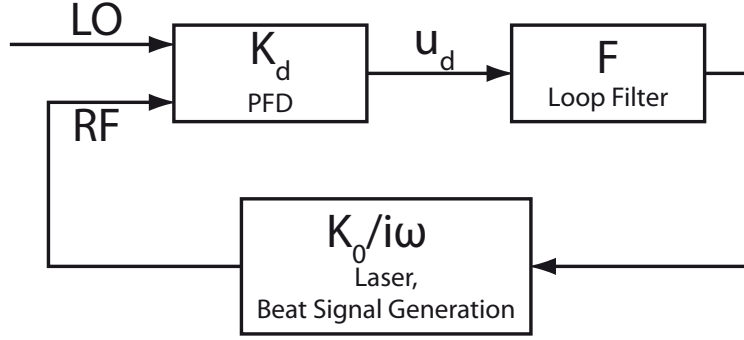 LO
K_d
PFD
RF
u_d
F
Loop Filter
K_0/iω
Laser,
Beat Signal Generation